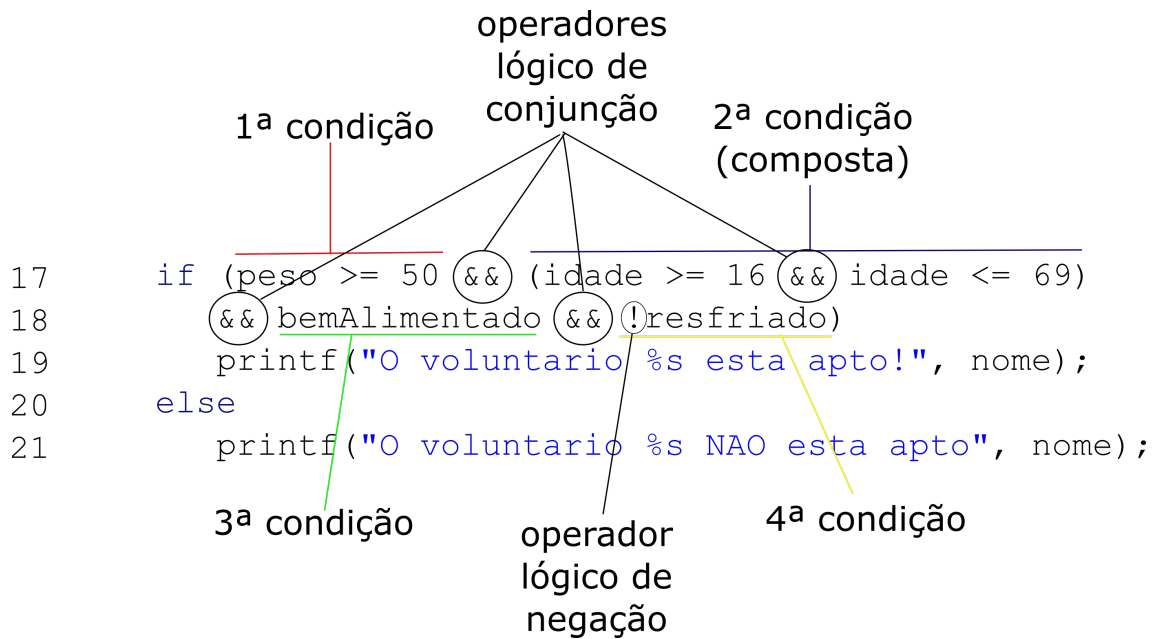 operadores
lógico de
conjunção
1ª condição
2ª condição
(composta)
17 if (peso >= 50 && (idade >= 16 && idade <= 69)
18 && bemAlimentado && !resfriado)
19 printf("O voluntario %s esta apto!", nome);
20 else
21 printf("O voluntario %s NAO esta apto", nome);
3ª condição
operador
lógico de
negação
4ª condição